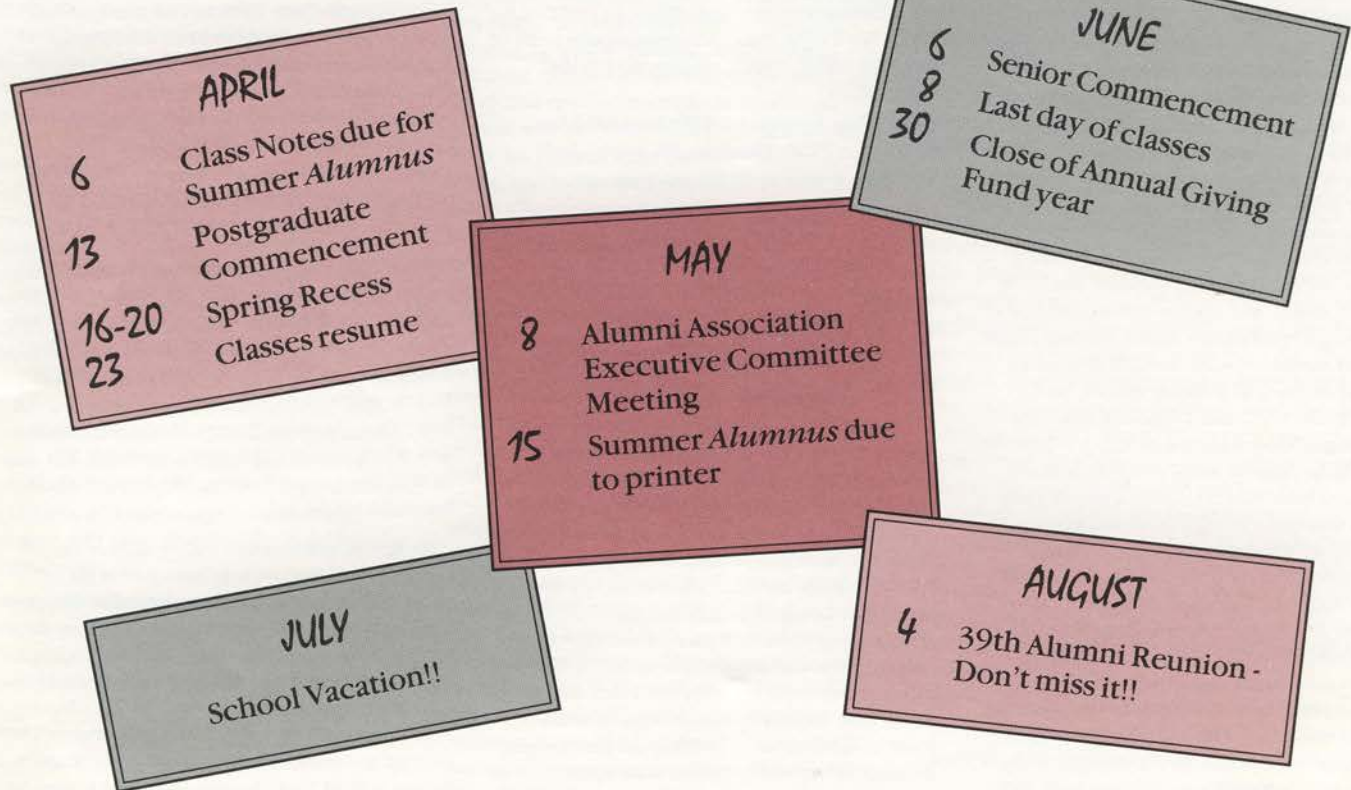 APRIL
6 Class Notes due for
Summer Alumnus
13 Postgraduate
Commencement
16-20 Spring Recess
23 Classes resume
MAY
8 Alumni Association
Executive Committee
Meeting
15 Summer Alumnus due
to printer
JUNE
6 Senior Commencement
8 Last day of classes
30 Close of Annual Giving
Fund year
JULY
School Vacation!!
AUGUST
4 39th Alumni Reunion -
Don't miss it!!